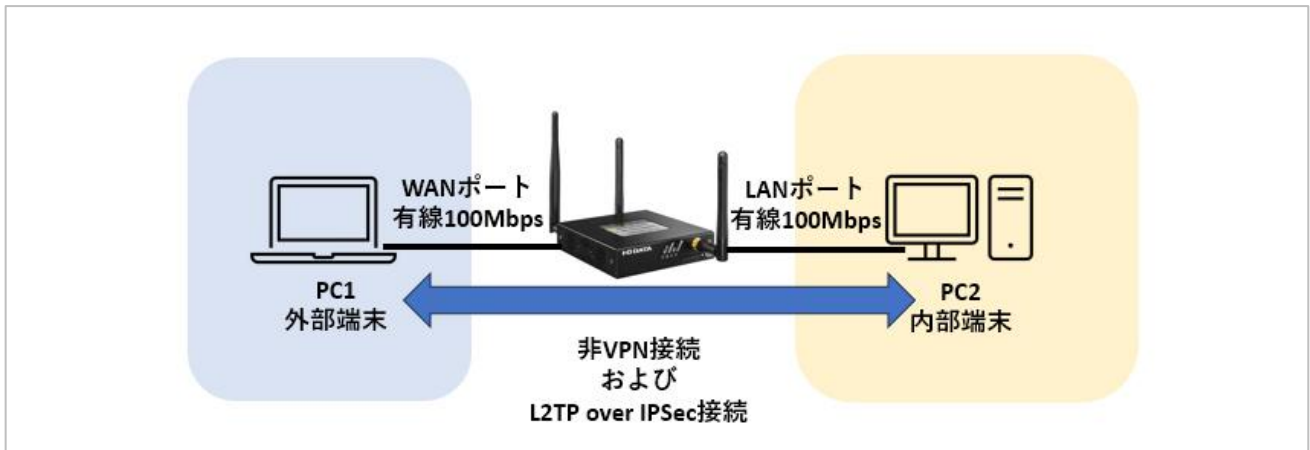 WANポート
有線100Mbps
LANポート
有線100Mbps
I-O DATA
PC1
外部端末
PC2
内部端末
非VPN接続
および
L2TP over IPSec接続